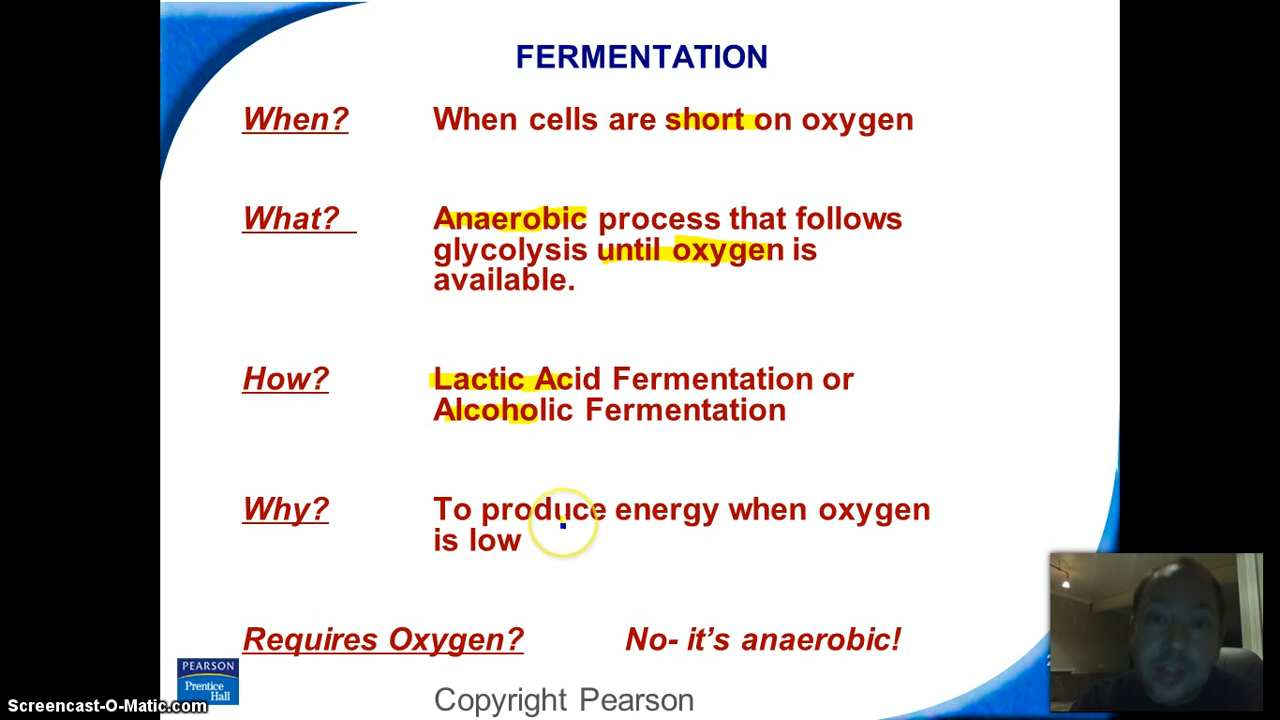 FERMENTATION
When? When cells are short on oxygen
What? Anaerobic process that follows
glycolysis until oxygen is
available.
How? Lactic Acid Fermentation or
Alcoholic Fermentation
Why? To produce energy when oxygen
is low
Requires Oxygen? No- it's anaerobic!
PEARSON
Prentice
Hall
Copyright Pearson
Screencast-O-Matic.com